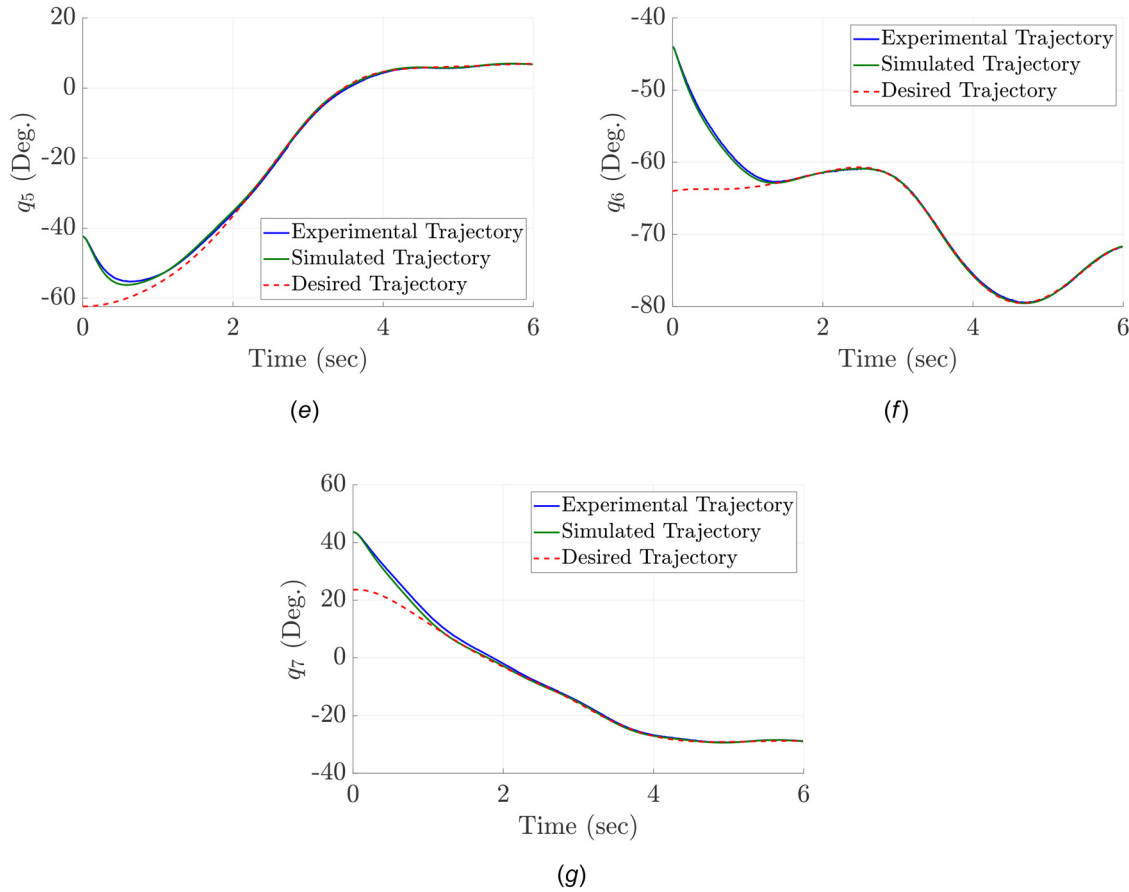 20
0
-20
-40
-60
q5 (Deg.)
Experimental Trajectory
Simulated Trajectory
Desired Trajectory
0 2 4 6
Time (sec)
(e)
-40
-50
-60
-70
-80
q6 (Deg.)
Experimental Trajectory
Simulated Trajectory
Desired Trajectory
0 2 4 6
Time (sec)
(f)
60
40
20
0
-20
-40
q7 (Deg.)
Experimental Trajectory
Simulated Trajectory
Desired Trajectory
0 2 4 6
Time (sec)
(g)